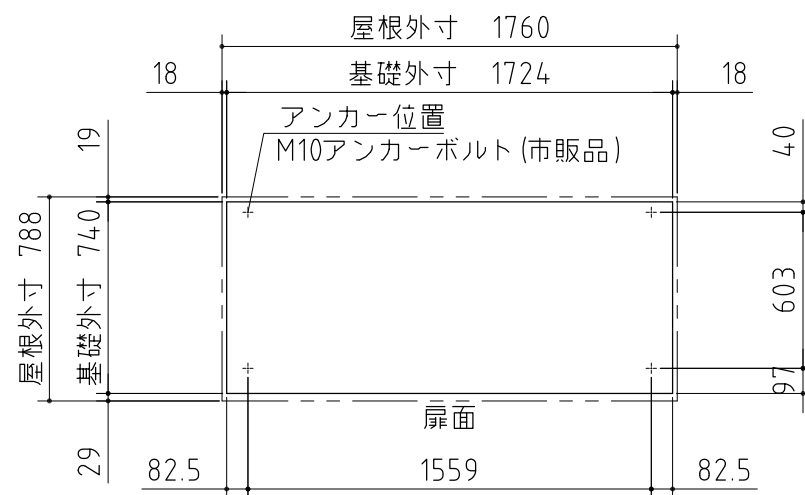 屋根外寸 1760
18
基礎外寸 1724
18
アンカー位置
M10アンカーボルト(市販品)
19
40
屋根外寸 788
基礎外寸 740
603
97
扉面
29
82.5
1559
82.5